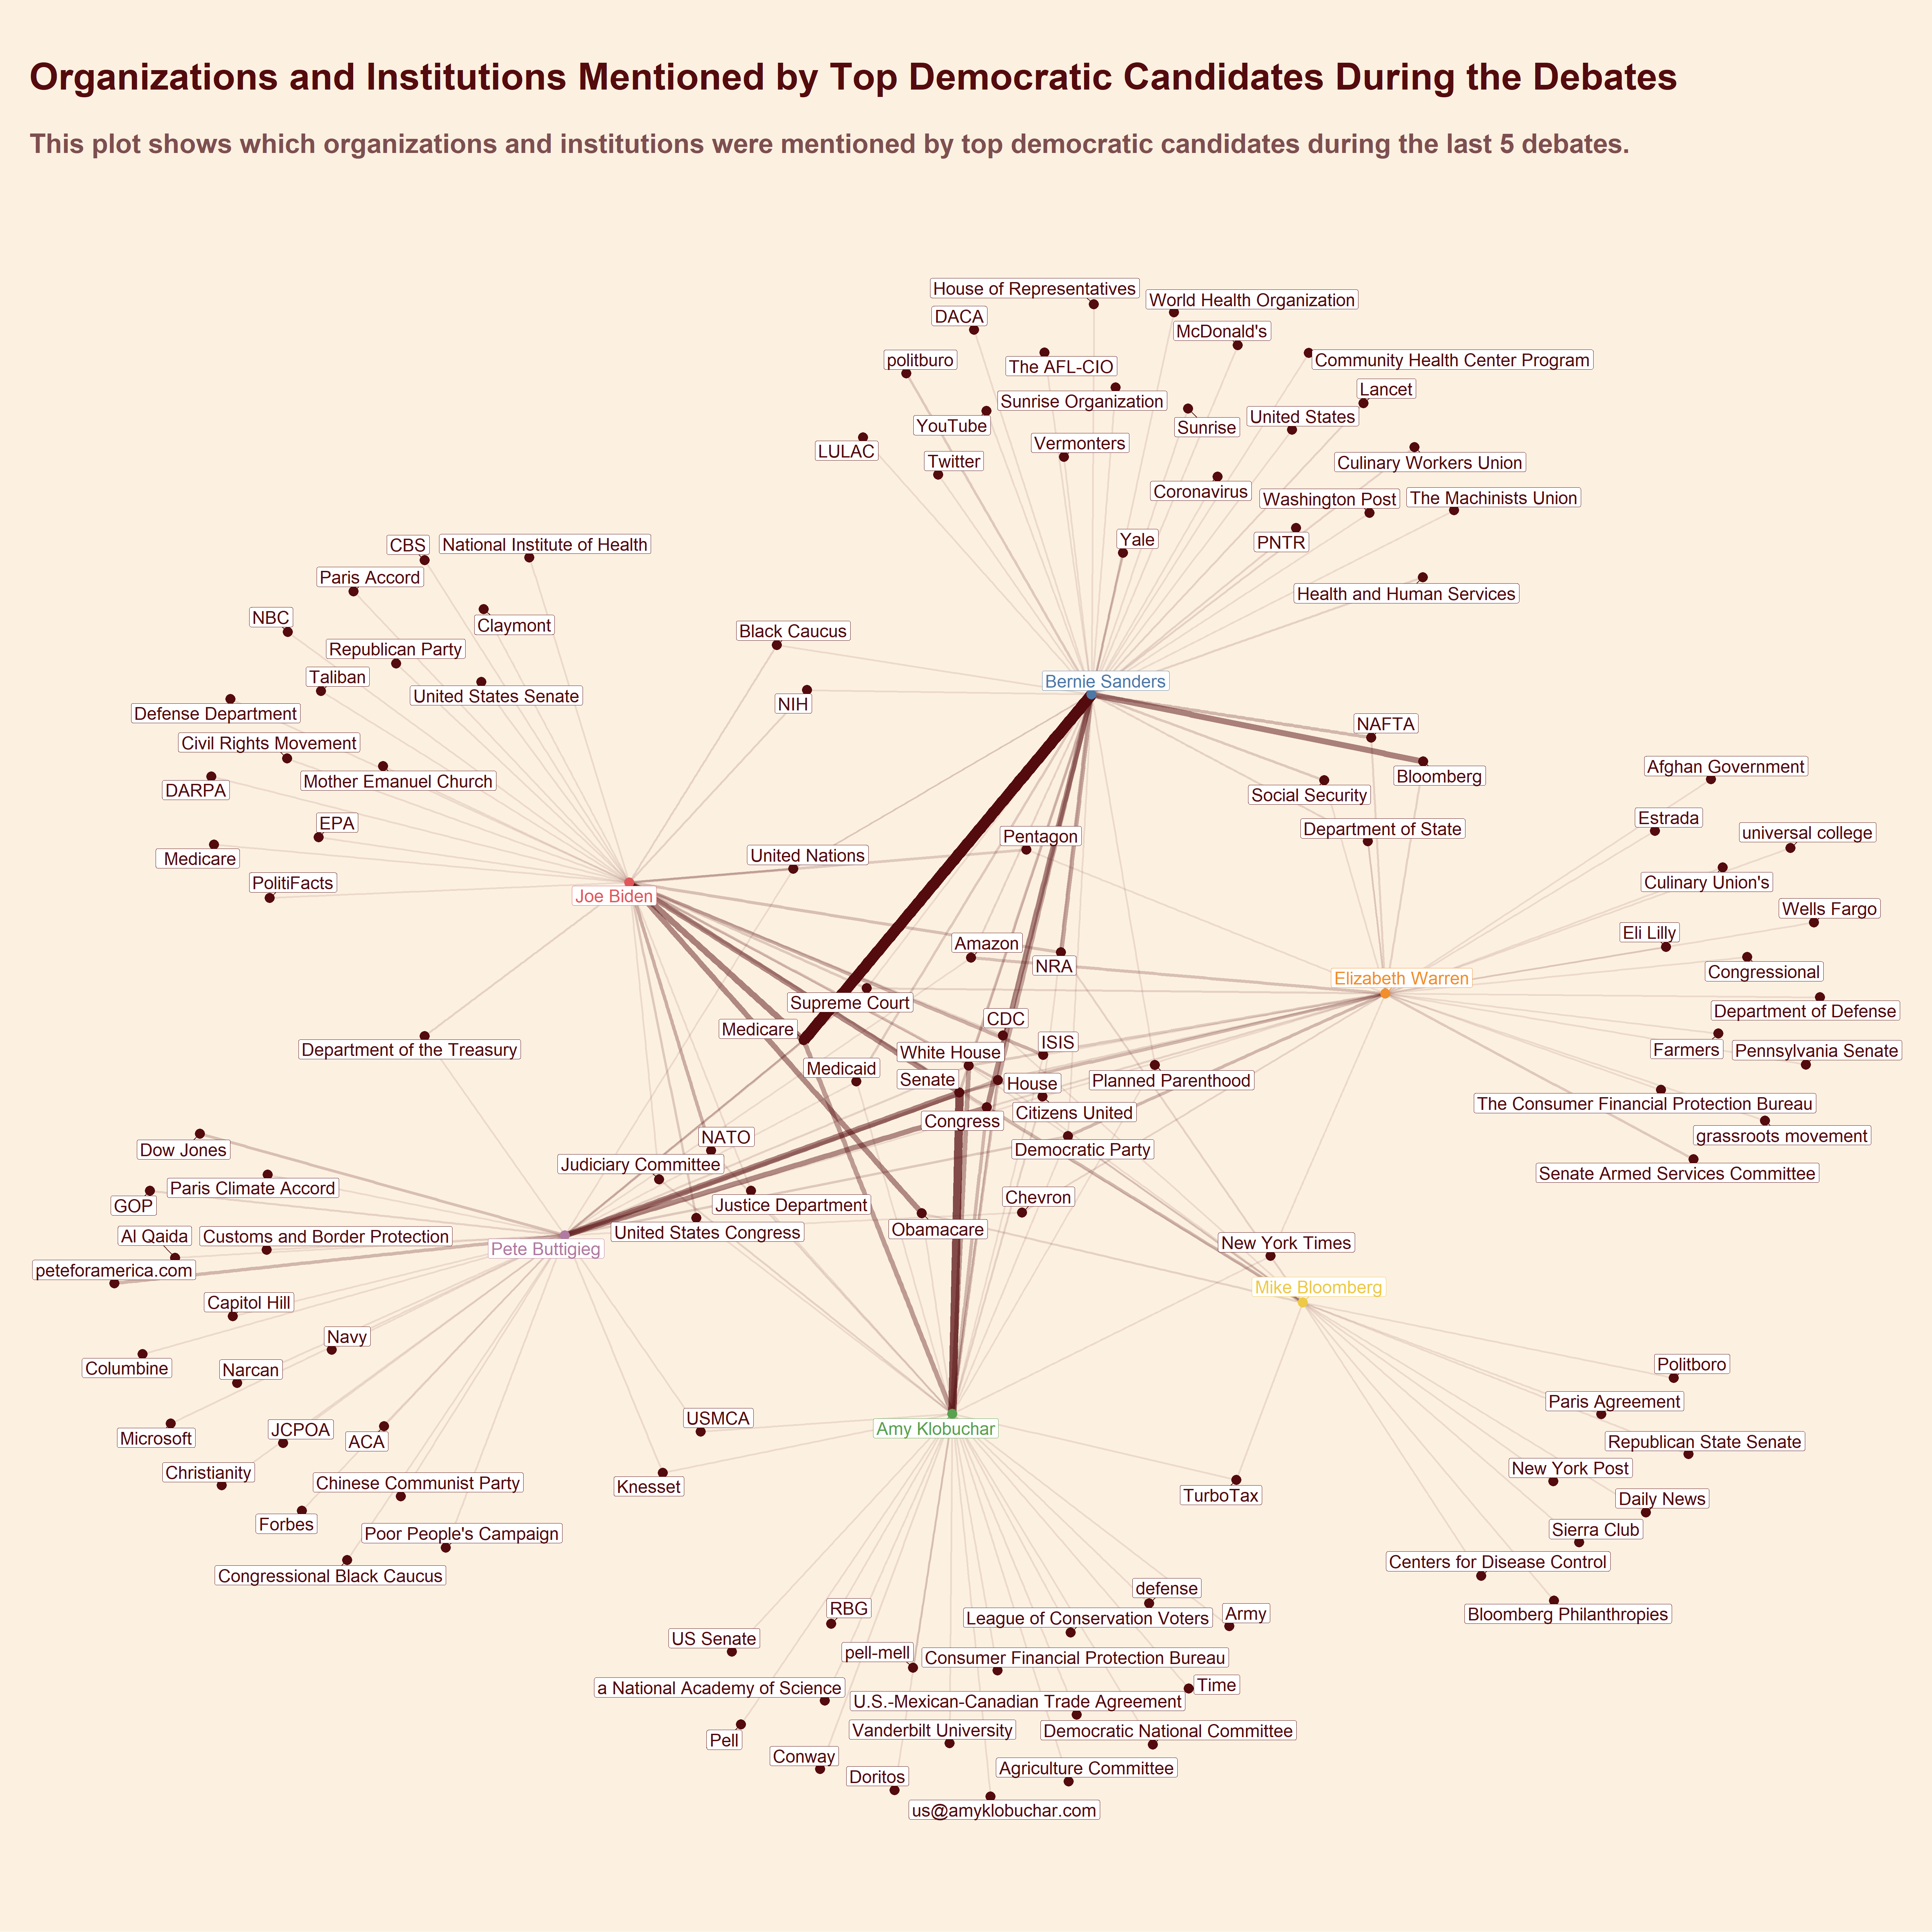 Organizations and Institutions Mentioned by Top Democratic Candidates During the Debates
This plot shows which organizations and institutions were mentioned by top democratic candidates during the last 5 debates.
House of Representatives
World Health Organization
DACA
McDonald's
politburo
The AFL-CIO
Community Health Center Program
Lancet
Sunrise Organization
United States
YouTube
Sunrise
Vermonters
LULAC
Twitter
Culinary Workers Union
Coronavirus
Washington Post
The Machinists Union
Yale
PNTR
CBS
National Institute of Health
Paris Accord
Health and Human Services
NBC
Claymont
Black Caucus
Republican Party
Taliban
Bernie Sanders
United States Senate
NIH
Defense Department
NAFTA
Civil Rights Movement
Mother Emanuel Church
Bloomberg
Afghan Government
DARPA
Social Security
EPA
Estrada
Department of State
universal college
Pentagon
United Nations
Medicare
PolitiFacts
Culinary Union's
Joe Biden
Wells Fargo
Eli Lilly
Amazon
NRA
Congressional
Elizabeth Warren
Supreme Court
Department of Defense
CDC
Medicare
ISIS
Department of the Treasury
White House
Farmers
Pennsylvania Senate
Medicaid
Senate
House
Planned Parenthood
The Consumer Financial Protection Bureau
Citizens United
Congress
NATO
grassroots movement
Dow Jones
Democratic Party
Judiciary Committee
Senate Armed Services Committee
Paris Climate Accord
GOP
Justice Department
Chevron
United States Congress
Obamacare
Al Qaida
Customs and Border Protection
New York Times
Pete Buttigieg
peteforamerica.com
Mike Bloomberg
Capitol Hill
Navy
Columbine
Narcan
Politboro
Paris Agreement
USMCA
Amy Klobuchar
JCPOA
Microsoft
ACA
Republican State Senate
New York Post
Christianity
Chinese Communist Party
Knesset
TurboTax
Daily News
Forbes
Poor People's Campaign
Sierra Club
Centers for Disease Control
Congressional Black Caucus
defense
RBG
League of Conservation Voters
Army
Bloomberg Philanthropies
US Senate
pell-mell
Consumer Financial Protection Bureau
a National Academy of Science
Time
U.S.-Mexican-Canadian Trade Agreement
Pell
Vanderbilt University
Democratic National Committee
Conway
Agriculture Committee
Doritos
us@amyklobuchar.com